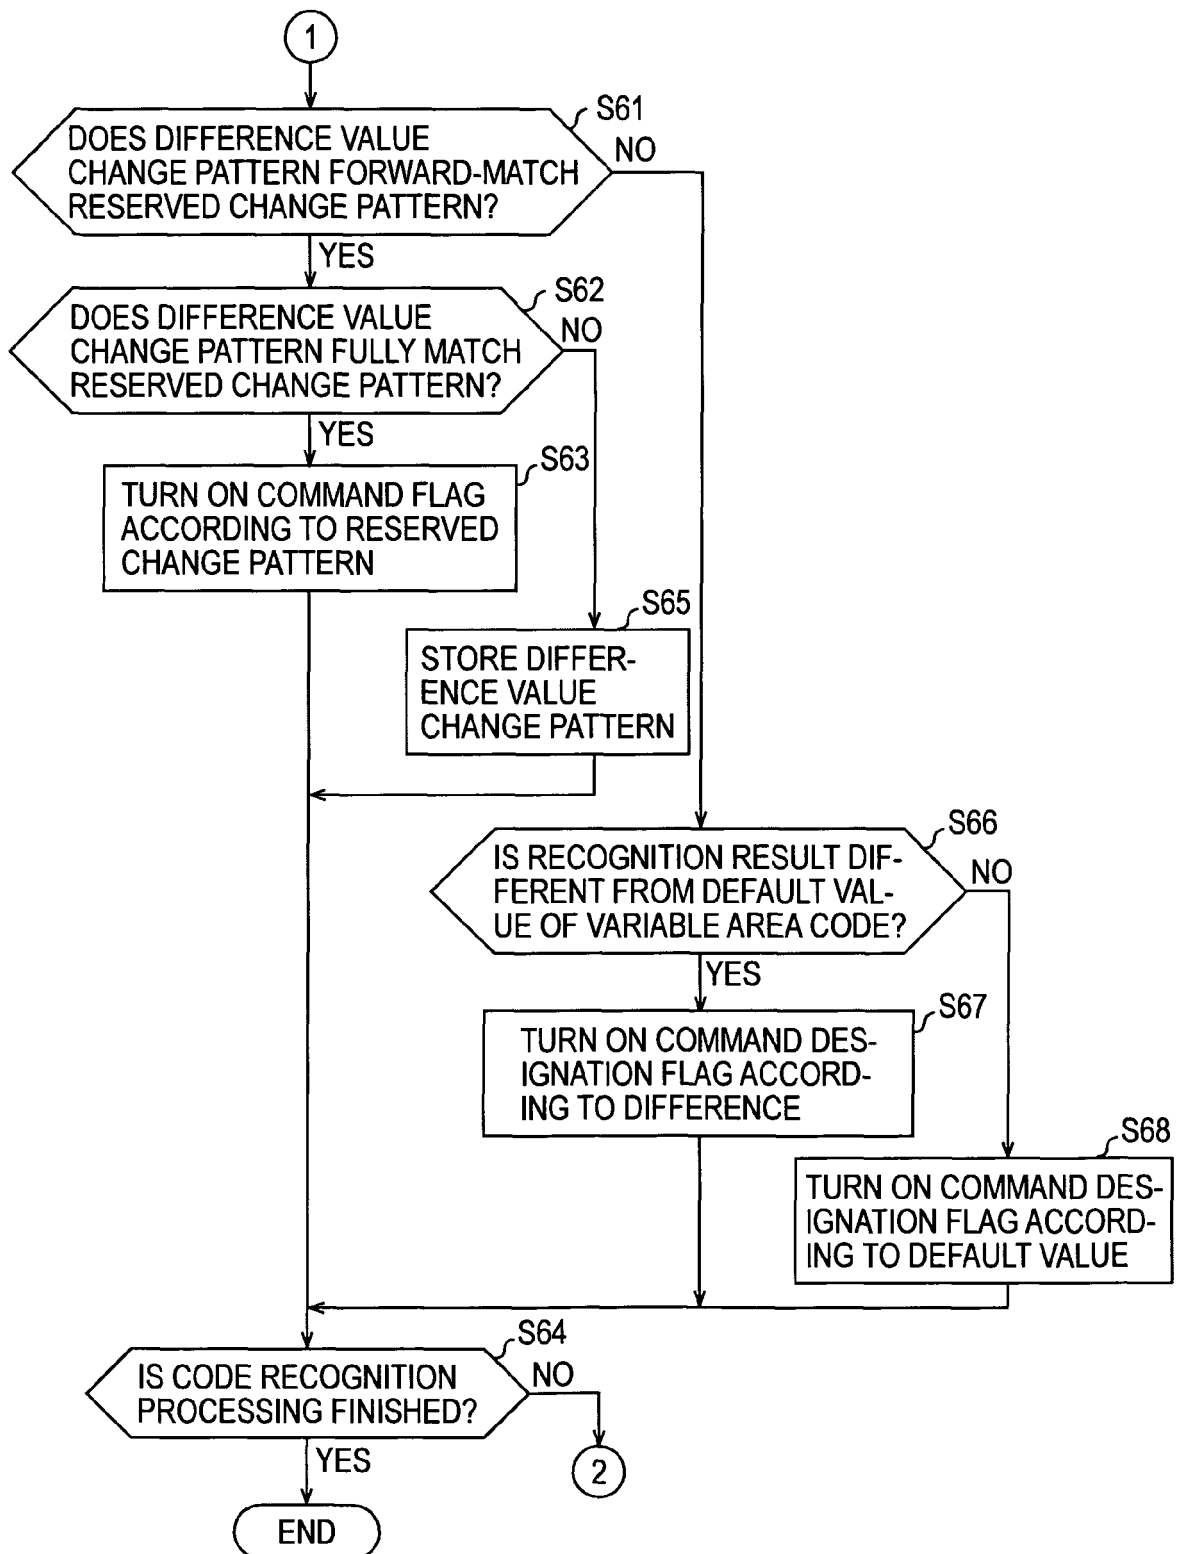 1
S61
DOES DIFFERENCE VALUE
CHANGE PATTERN FORWARD-MATCH
RESERVED CHANGE PATTERN?
NO
YES
S62
DOES DIFFERENCE VALUE
CHANGE PATTERN FULLY MATCH
RESERVED CHANGE PATTERN?
NO
YES
S63
TURN ON COMMAND FLAG
ACCORDING TO RESERVED
CHANGE PATTERN
S65
STORE DIFFER-
ENCE VALUE
CHANGE PATTERN
S66
IS RECOGNITION RESULT DIF-
FERENT FROM DEFAULT VAL-
UE OF VARIABLE AREA CODE?
NO
YES
S67
TURN ON COMMAND DES-
IGNATION FLAG ACCORD-
ING TO DIFFERENCE
S68
TURN ON COMMAND DES-
IGNATION FLAG ACCORD-
ING TO DEFAULT VALUE
S64
IS CODE RECOGNITION
PROCESSING FINISHED?
NO
YES
2
END